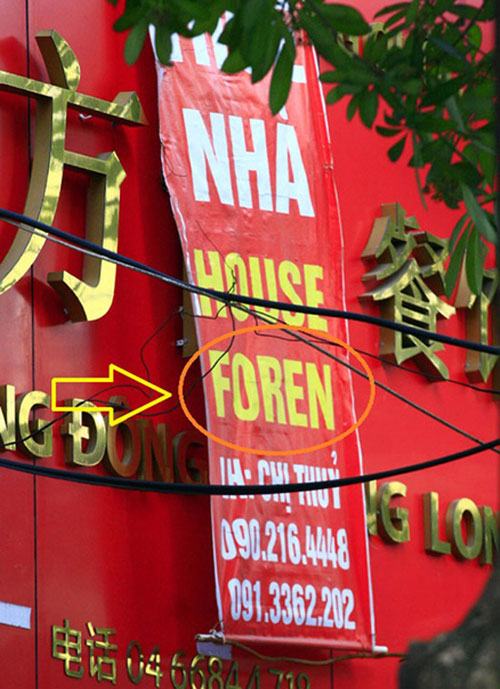 NHÀ
HOUSE
FOREN
LH: CHỊ THUỶ
090.216.4448
091.3362.202
方
餐
NG ĐÔNG
NG LON
电话 04 66844 718